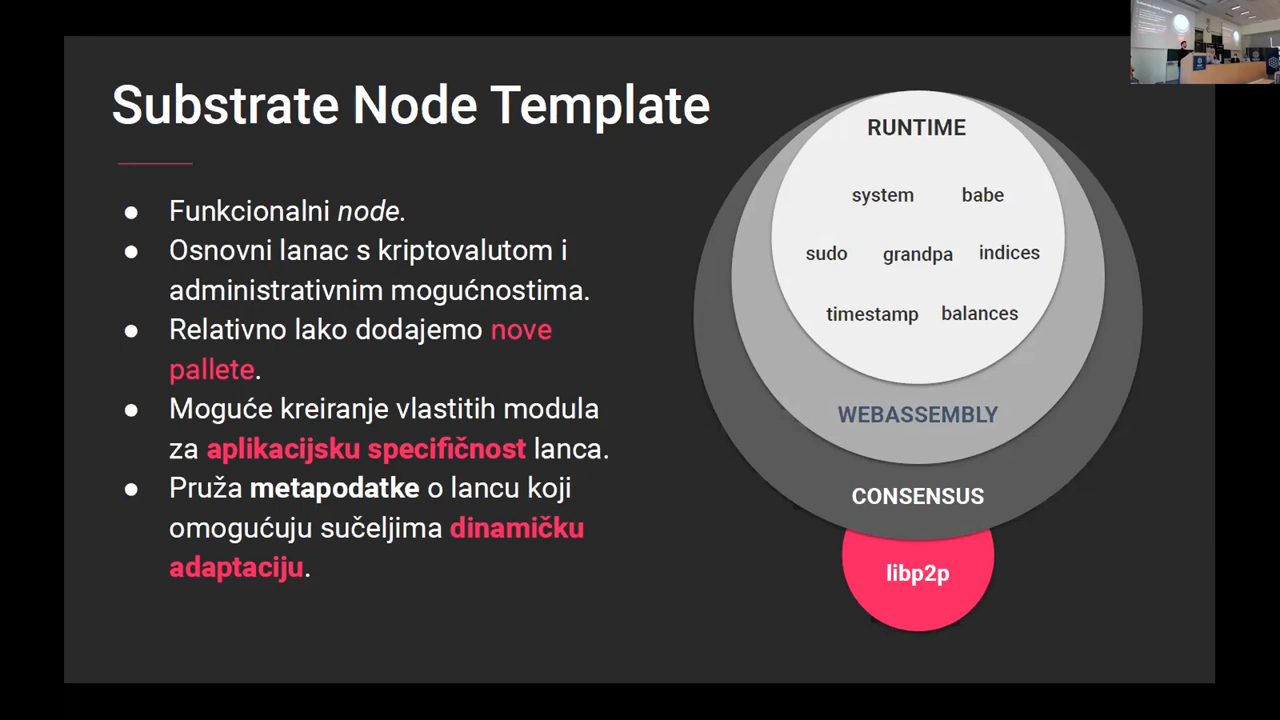 Substrate Node Template
● Funkcionalni node.
● Osnovni lanac s kriptovalutom i
administrativnim mogućnostima.
● Relativno lako dodajemo nove
pallete.
● Moguće kreiranje vlastitih modula
za aplikacijsku specifičnost lanca.
● Pruža metapodatke o lancu koji
omogućuju sučeljima dinamičku
adaptaciju.
RUNTIME
system babe
sudo grandpa indices
timestamp balances
WEBASSEMBLY
CONSENSUS
libp2p